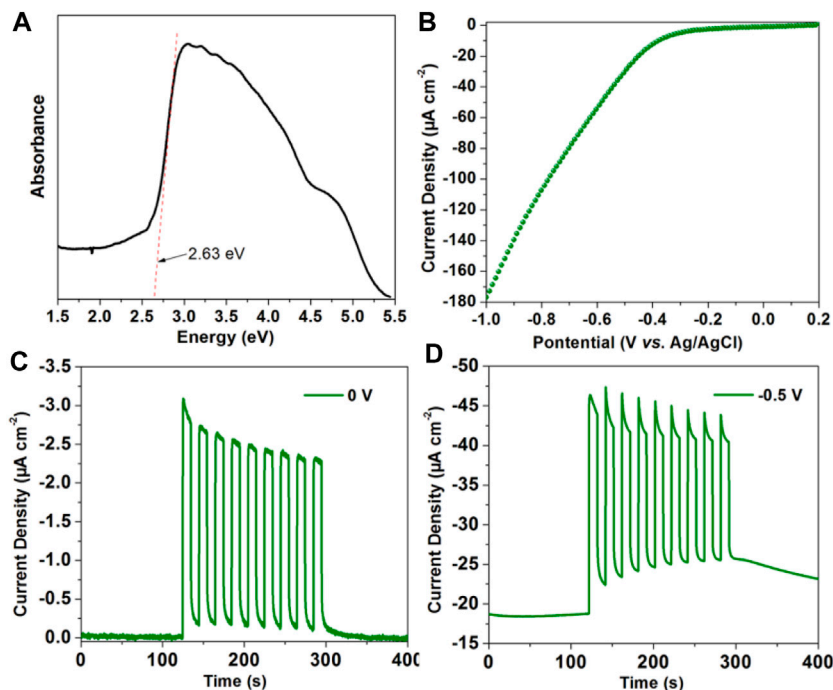 A
Absorbance
2.63 eV
1.5 2.0 2.5 3.0 3.5 4.0 4.5 5.0 5.5
Energy (eV)
B
Current Density (µA cm⁻²)
0
-20
-40
-60
-80
-100
-120
-140
-160
-180
-1.0 -0.8 -0.6 -0.4 -0.2 0.0 0.2
Pontential (V vs. Ag/AgCl)
C
Current Density (µA cm⁻²)
-3.5
-3.0
-2.5
-2.0
-1.5
-1.0
-0.5
0.0
0 V
0 100 200 300 400
Time (s)
D
Current Density (µA cm⁻²)
-50
-45
-40
-35
-30
-25
-20
-15
-0.5 V
0 100 200 300 400
Time (s)